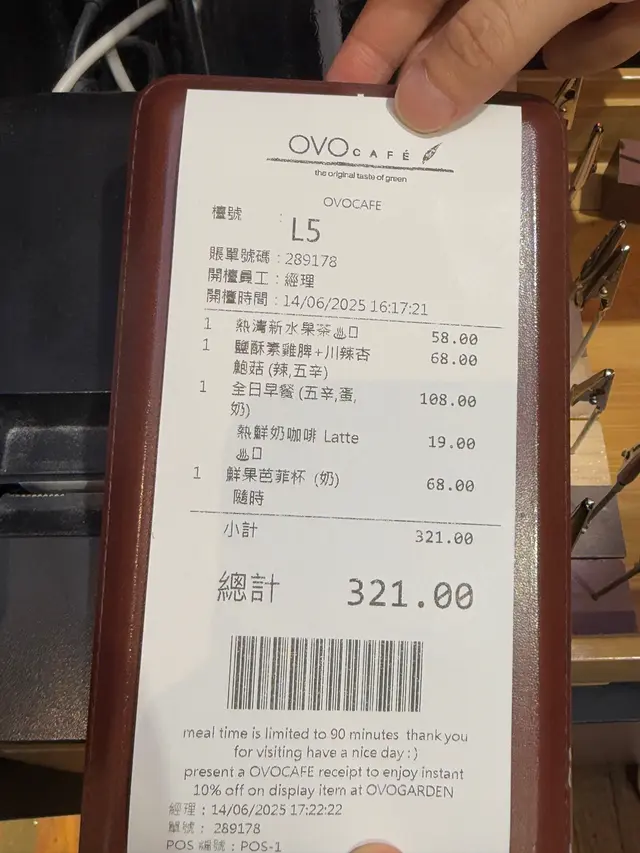 OVO CAFÉ
the original taste of green
OVOCAFE
檯號 :
L5
賬單號碼 : 289178
開檯員工 : 經理
開檯時間 : 14/06/2025 16:17:21
1 熱清新水果茶♨口 58.00
1 鹽酥素雞脾+川辣杏 68.00
鮑菇 (辣,五辛)
1 全日早餐 (五辛,蛋, 108.00
奶)
熱鮮奶咖啡 Latte 19.00
♨口
1 鮮果芭菲杯 (奶) 68.00
隨時
小計 321.00
總計 321.00
meal time is limited to 90 minutes thank you
for visiting have a nice day : )
present a OVOCAFE receipt to enjoy instant
10% off on display item at OVOGARDEN
經理 : 14/06/2025 17:22:22
單號 : 289178
POS 編號 : POS-1